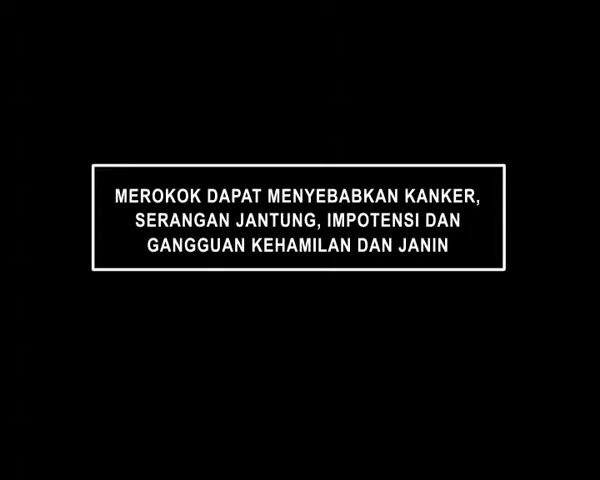 MEROKOK DAPAT MENYEBABKAN KANKER,
SERANGAN JANTUNG, IMPOTENSI DAN
GANGGUAN KEHAMILAN DAN JANIN